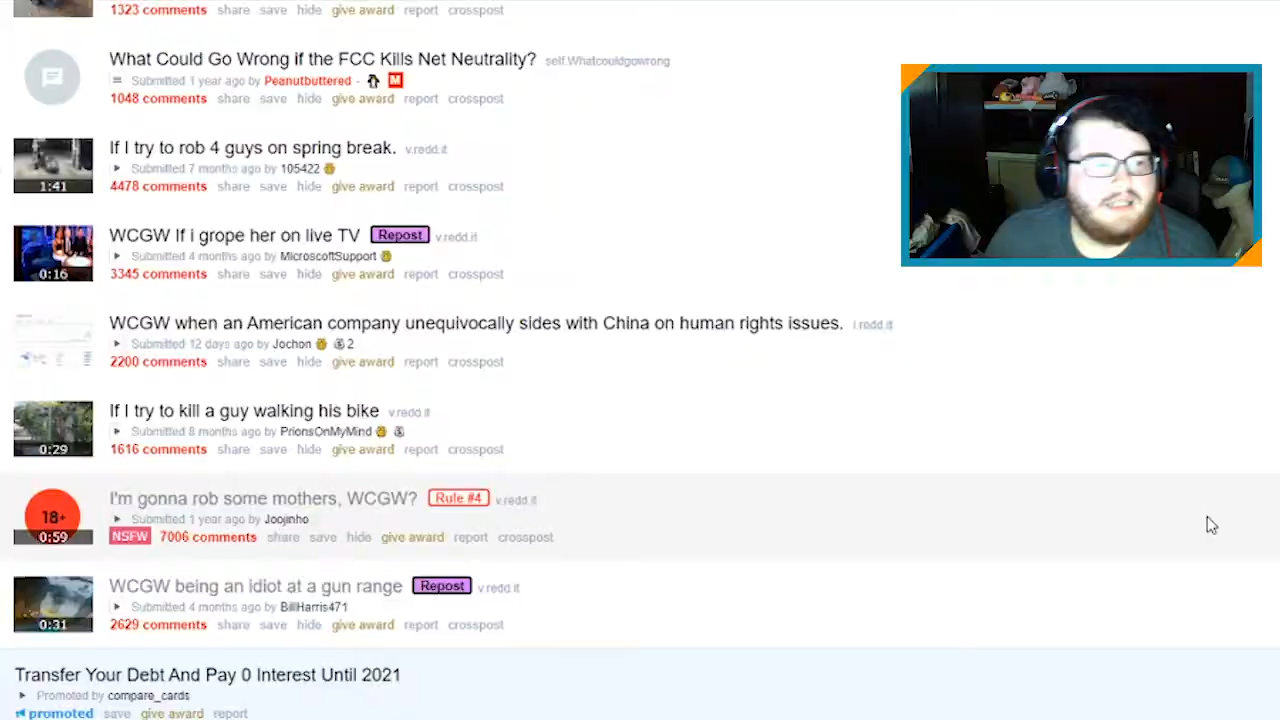 1323 comments share save hide give award report crosspost
What Could Go Wrong if the FCC Kills Net Neutrality? self.Whatcouldgowrong
Submitted 1 year ago by Peanutbuttered - M
1048 comments share save hide give award report crosspost
If I try to rob 4 guys on spring break. v.redd.it
1:41
Submitted 7 months ago by 105422
4478 comments share save hide give award report crosspost
WCGW If i grope her on live TV Repost v.redd.it
Submitted 4 months ago by MicroscoftSupport
0:16
3345 comments share save hide give award report crosspost
WCGW when an American company unequivocally sides with China on human rights issues. i.redd.it
Submitted 12 days ago by Jochon 2
2200 comments share save hide give award report crosspost
If I try to kill a guy walking his bike v.redd.it
Submitted 8 months ago by PrionsOnMyMind
0:29
1616 comments share save hide give award report crosspost
I'm gonna rob some mothers, WCGW? Rule #4 v.redd.it
18+
Submitted 1 year ago by Joojinho
0:59
NSFW 7006 comments share save hide give award report crosspost
WCGW being an idiot at a gun range Repost v.redd.it
Submitted 4 months ago by BillHarris471
0:31
2629 comments share save hide give award report crosspost
Transfer Your Debt And Pay 0 Interest Until 2021
Promoted by compare_cards
promoted save give award report